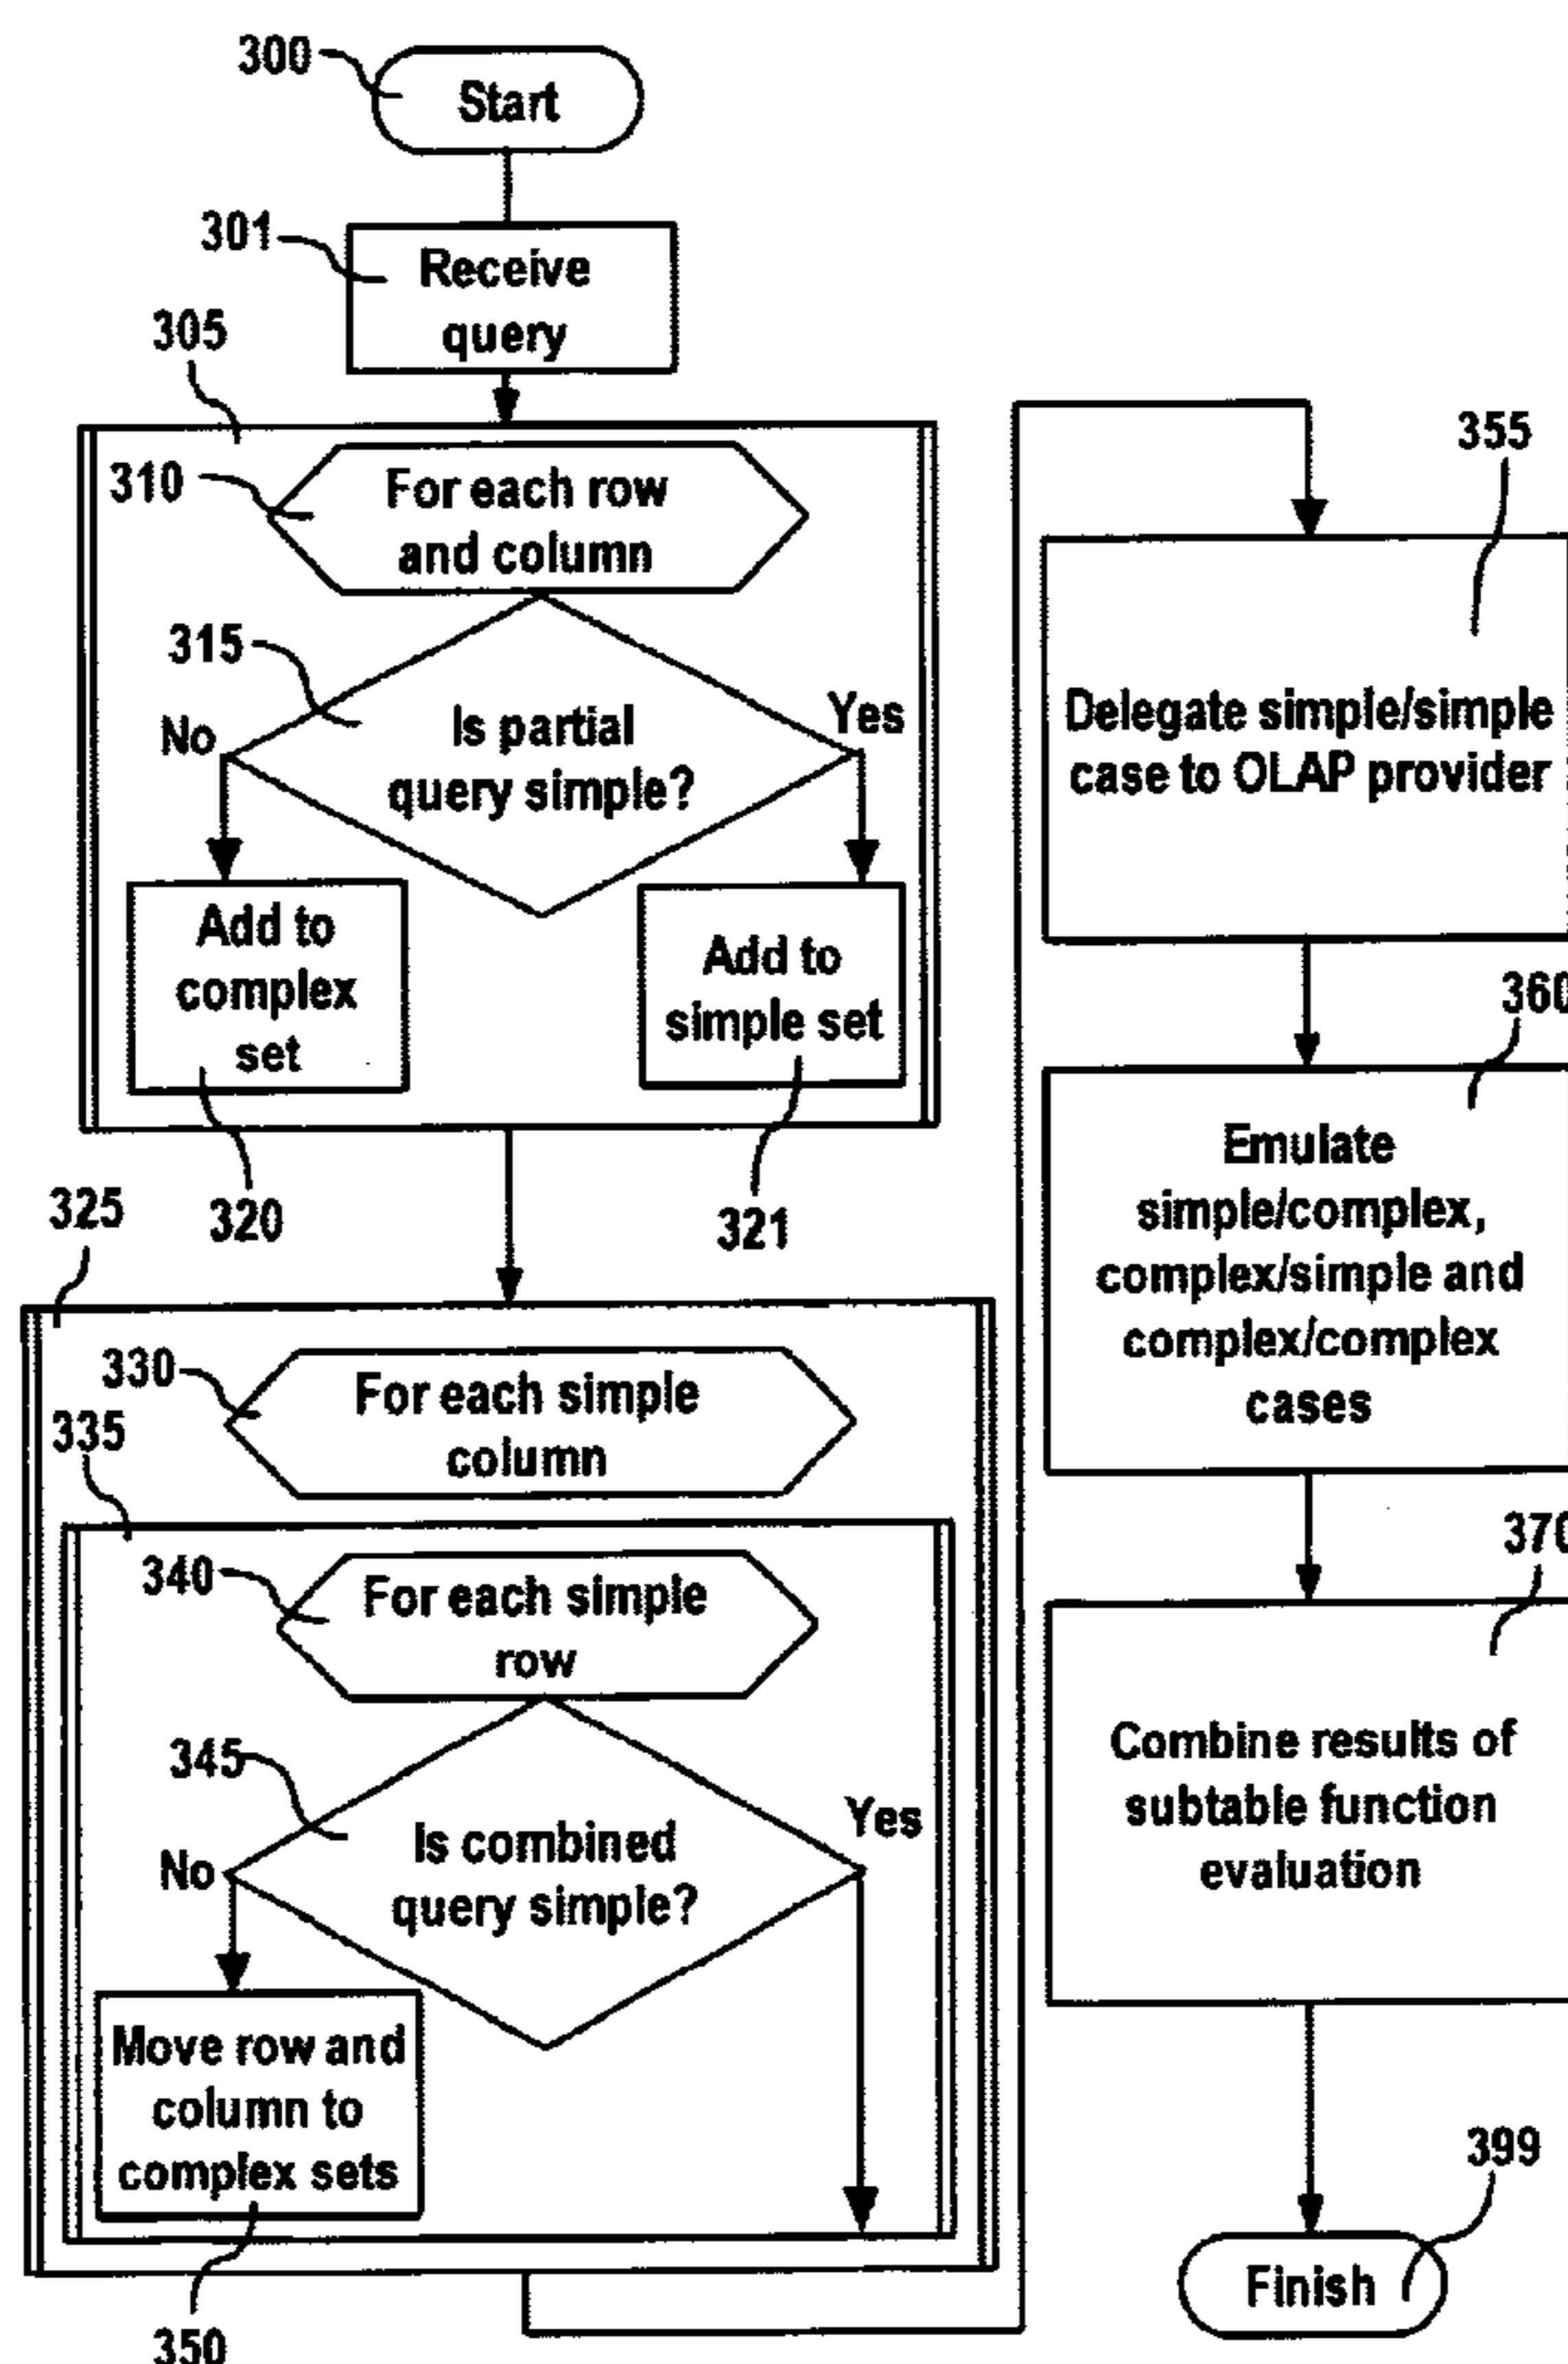 300
Start
301
Receive
query
305
310
For each row
and column
315
No
Is partial
query simple?
Yes
Add to
complex
set
Add to
simple set
320
321
325
330
For each simple
column
335
340
For each simple
row
345
No
Is combined
query simple?
Yes
Move row and
column to
complex sets
350
355
Delegate simple/simple
case to OLAP provider
360
Emulate
simple/complex,
complex/simple and
complex/complex
cases
370
Combine results of
subtable function
evaluation
399
Finish